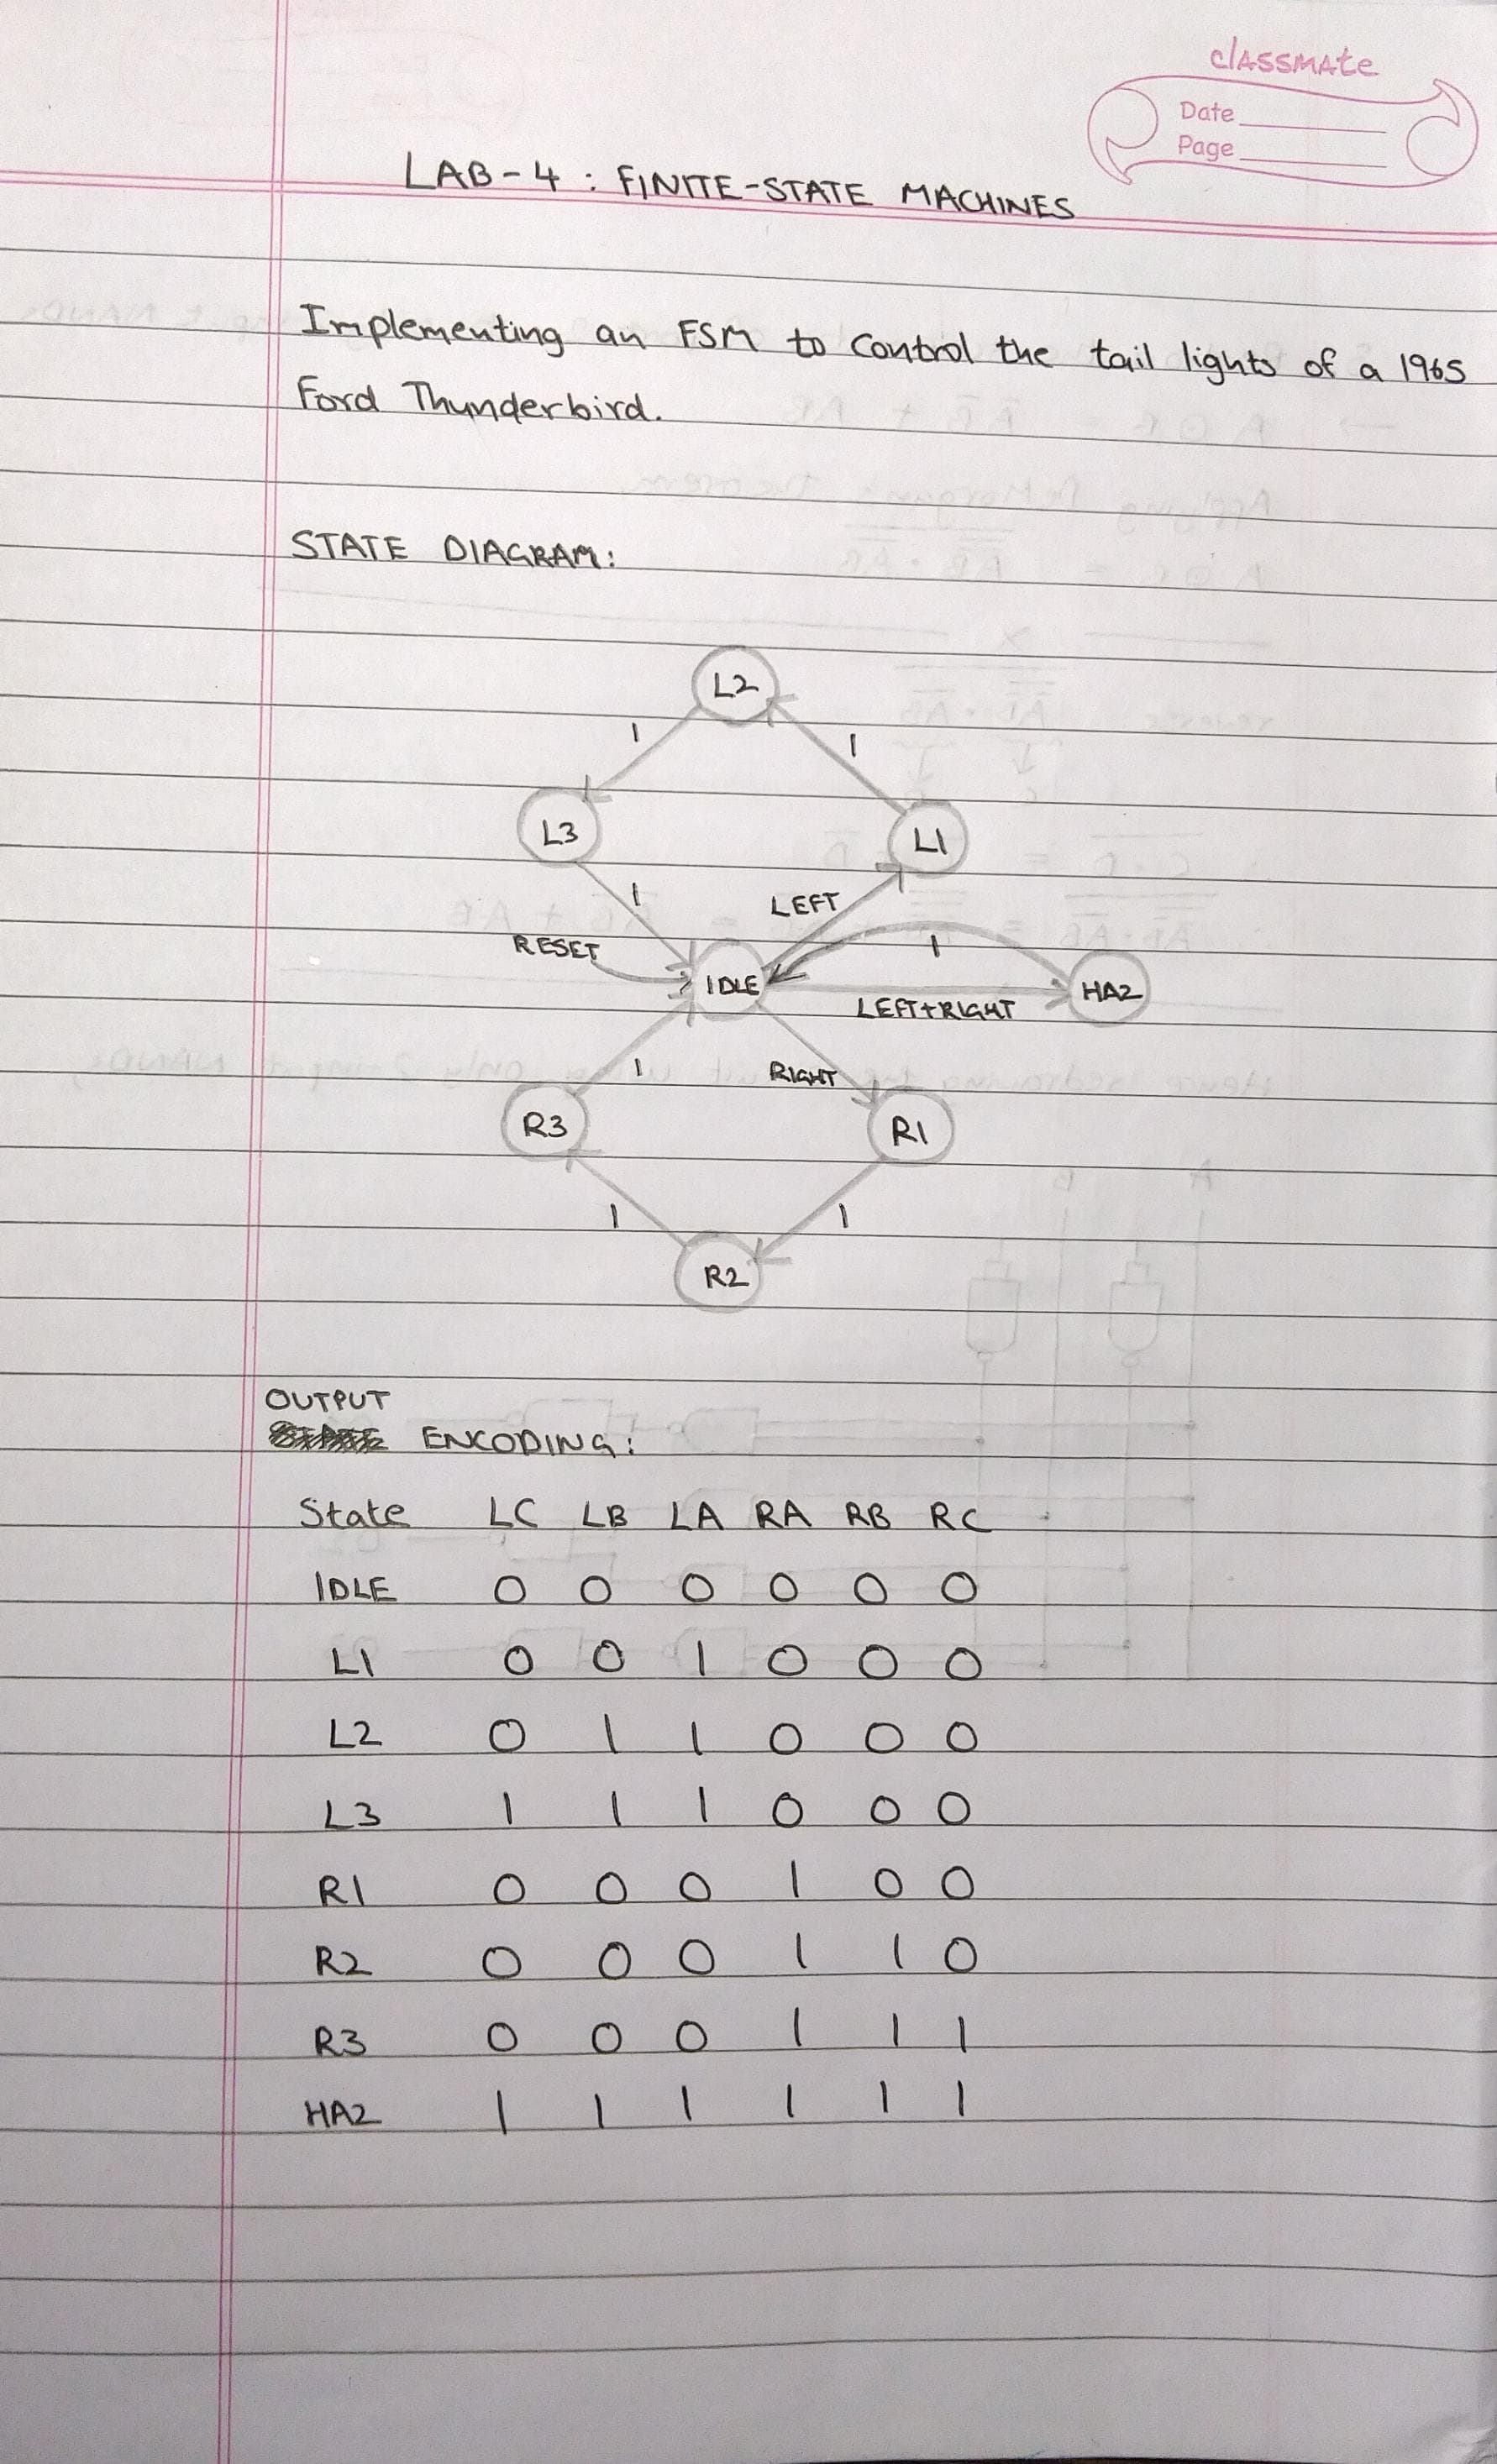 classmate
Date
Page
LAB-4 : FINITE-STATE MACHINES
Implementing an FSM to control the tail lights of a 1965
Ford Thunderbird.
STATE DIAGRAM:
L2
1
1
L3
L1
1
LEFT
RESET
1
IDLE
HAZ
LEFT+RIGHT
1
RIGHT
R3
R1
1
1
R2
OUTPUT
ENCODING:
State LC LB LA RA RB RC
IDLE 0 0 0 0 0 0
L1 0 0 1 0 0 0
L2 0 1 1 0 0 0
L3 1 1 1 0 0 0
R1 0 0 0 1 0 0
R2 0 0 0 1 1 0
R3 0 0 0 1 1 1
HAZ 1 1 1 1 1 1